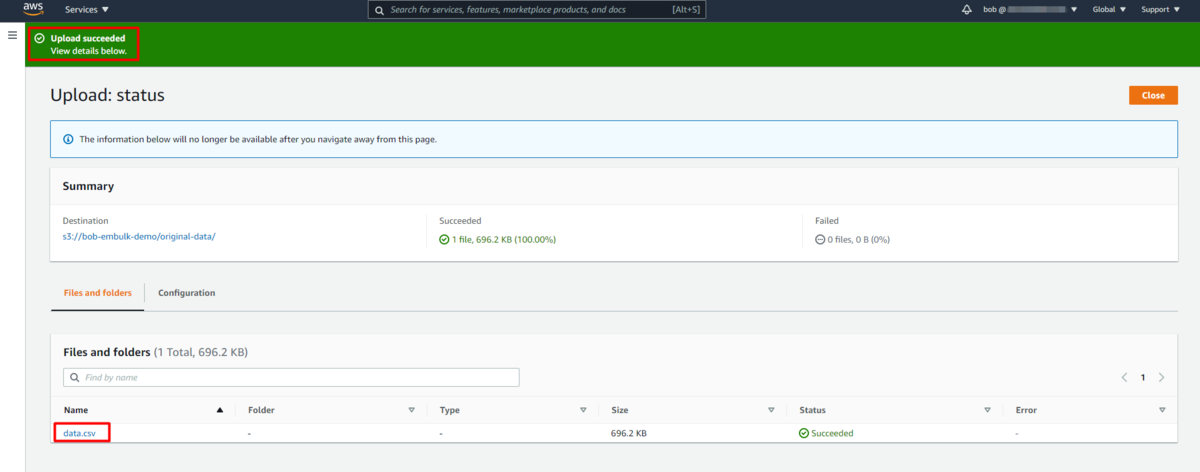 aws
Services ▼
Search for services, features, marketplace products, and docs [Alt+S]
bob @
Global ▼
Support ▼
Upload succeeded
View details below.
Upload: status
Close
The information below will no longer be available after you navigate away from this page.
Summary
Destination
s3://bob-embulk-demo/original-data/
Succeeded
1 file, 696.2 KB (100.00%)
Failed
0 files, 0 B (0%)
Files and folders
Configuration
Files and folders (1 Total, 696.2 KB)
Find by name
1
Name Folder Type Size Status Error
data.csv - - 696.2 KB Succeeded -